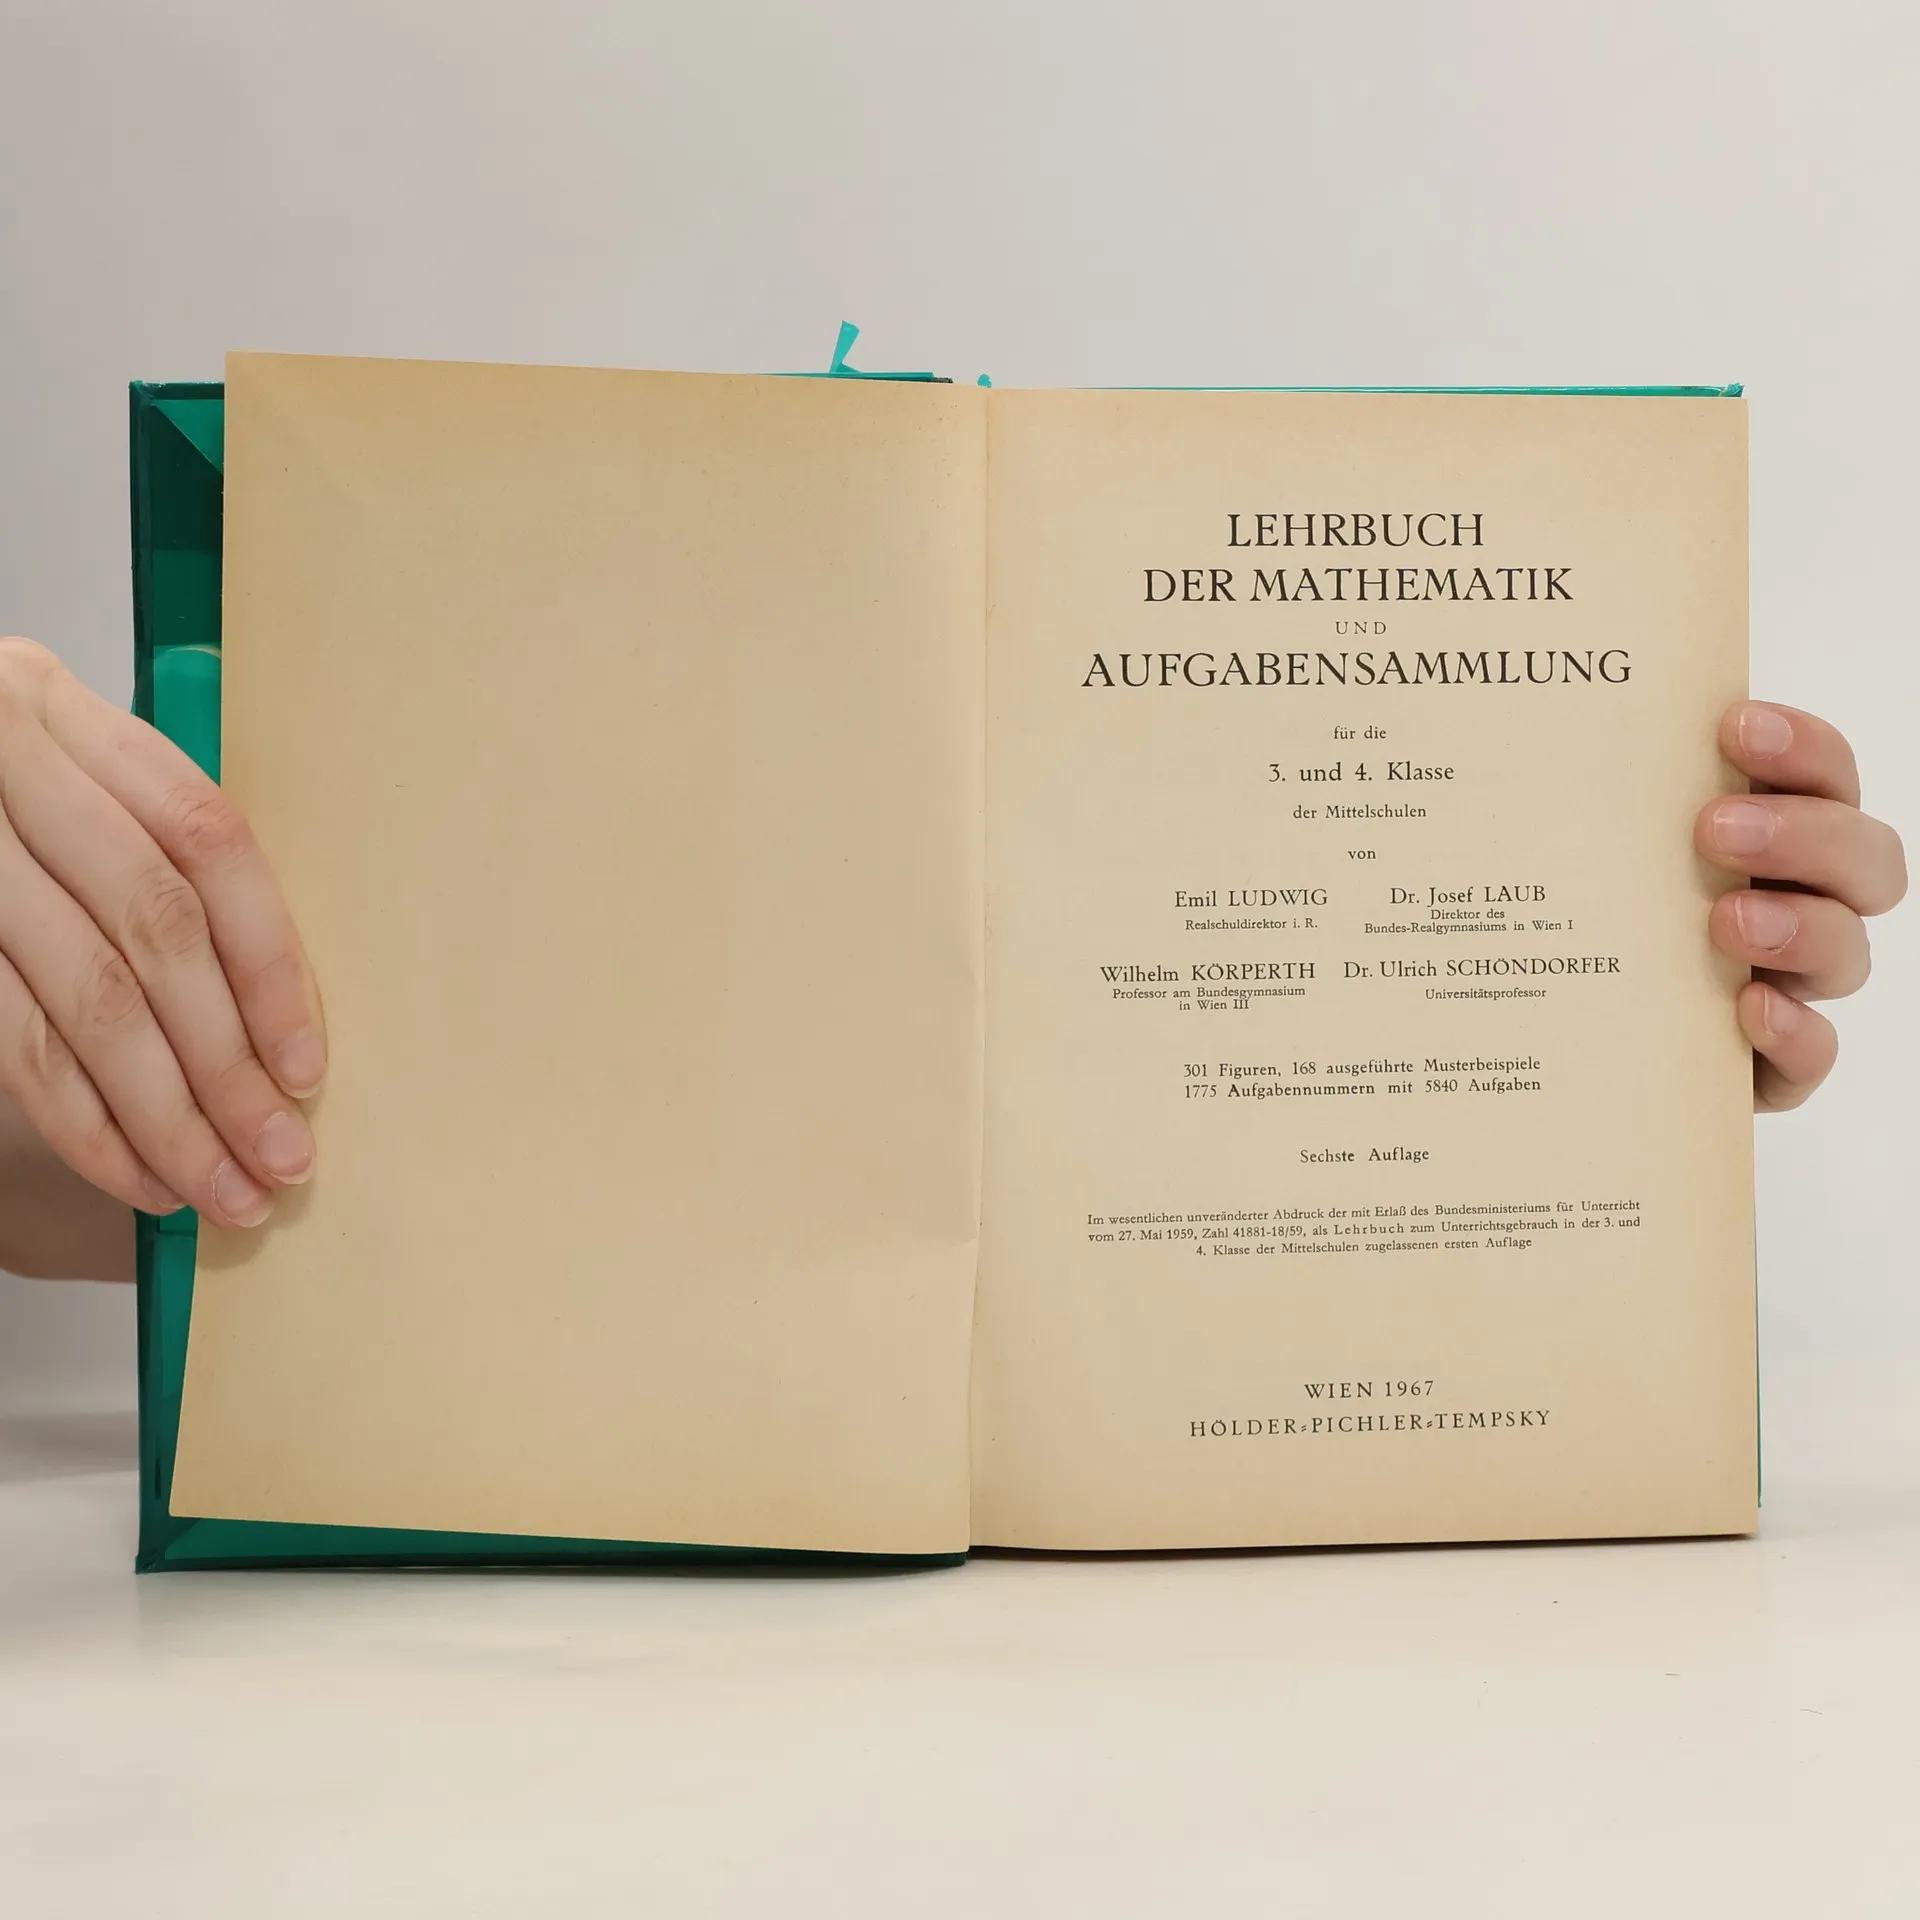 LEHRBUCH
DER MATHEMATIK
UND
AUFGABENSAMMLUNG
für die
3. und 4. Klasse
der Mittelschulen
von
Emil LUDWIG
Realschuldirektor i. R.
Dr. Josef LAUB
Direktor des
Bundes-Realgymnasiums in Wien I
Wilhelm KÖRPERTH
Professor am Bundesgymnasium
in Wien III
Dr. Ulrich SCHÖNDORFER
Universitätsprofessor
301 Figuren, 168 ausgeführte Musterbeispiele
1775 Aufgabennummern mit 5840 Aufgaben
Sechste Auflage
Im wesentlichen unveränderter Abdruck der mit Erlaß des Bundesministeriums für Unterricht
vom 27. Mai 1959, Zahl 41881-18/59, als Lehrbuch zum Unterrichtsgebrauch in der 3. und
4. Klasse der Mittelschulen zugelassenen ersten Auflage
WIEN 1967
HÖLDER-PICHLER-TEMPSKY